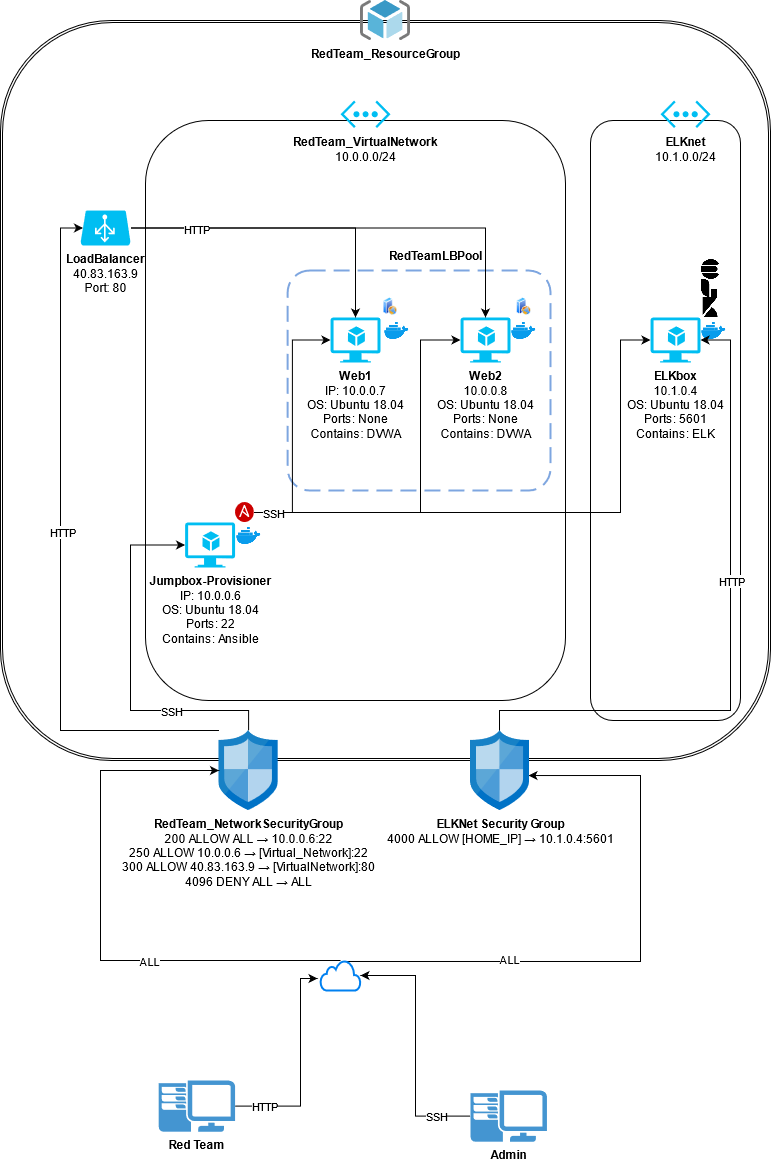 RedTeam_ResourceGroup
RedTeam_VirtualNetwork
10.0.0.0/24
ELKnet
10.1.0.0/24
HTTP
LoadBalancer
40.83.163.9
Port: 80
RedTeamLBPool
Web1
IP: 10.0.0.7
OS: Ubuntu 18.04
Ports: None
Contains: DVWA
Web2
10.0.0.8
OS: Ubuntu 18.04
Ports: None
Contains: DVWA
ELKbox
10.1.0.4
OS: Ubuntu 18.04
Ports: 5601
Contains: ELK
SSH
HTTP
Jumpbox-Provisioner
IP: 10.0.0.6
OS: Ubuntu 18.04
Ports: 22
Contains: Ansible
HTTP
SSH
RedTeam_NetworkSecurityGroup
200 ALLOW ALL → 10.0.0.6:22
250 ALLOW 10.0.0.6 → [Virtual_Network]:22
300 ALLOW 40.83.163.9 → [VirtualNetwork]:80
4096 DENY ALL → ALL
ELKNet Security Group
4000 ALLOW [HOME_IP] → 10.1.0.4:5601
ALL
ALL
HTTP
SSH
Red Team
Admin